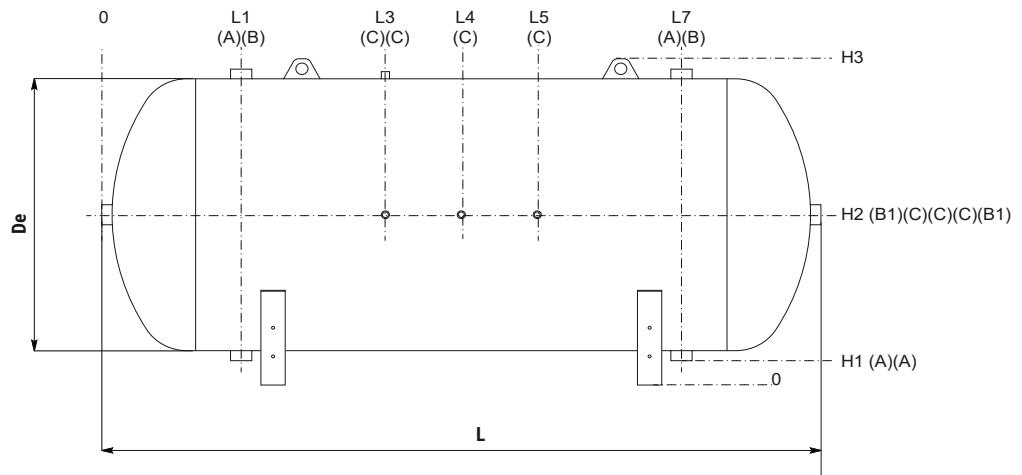 0 L1 L3 L4 L5 L7
(A)(B) (C)(C) (C) (C) (A)(B)
H3
De
H2 (B1)(C)(C)(C)(B1)
H1 (A)(A)
0
L